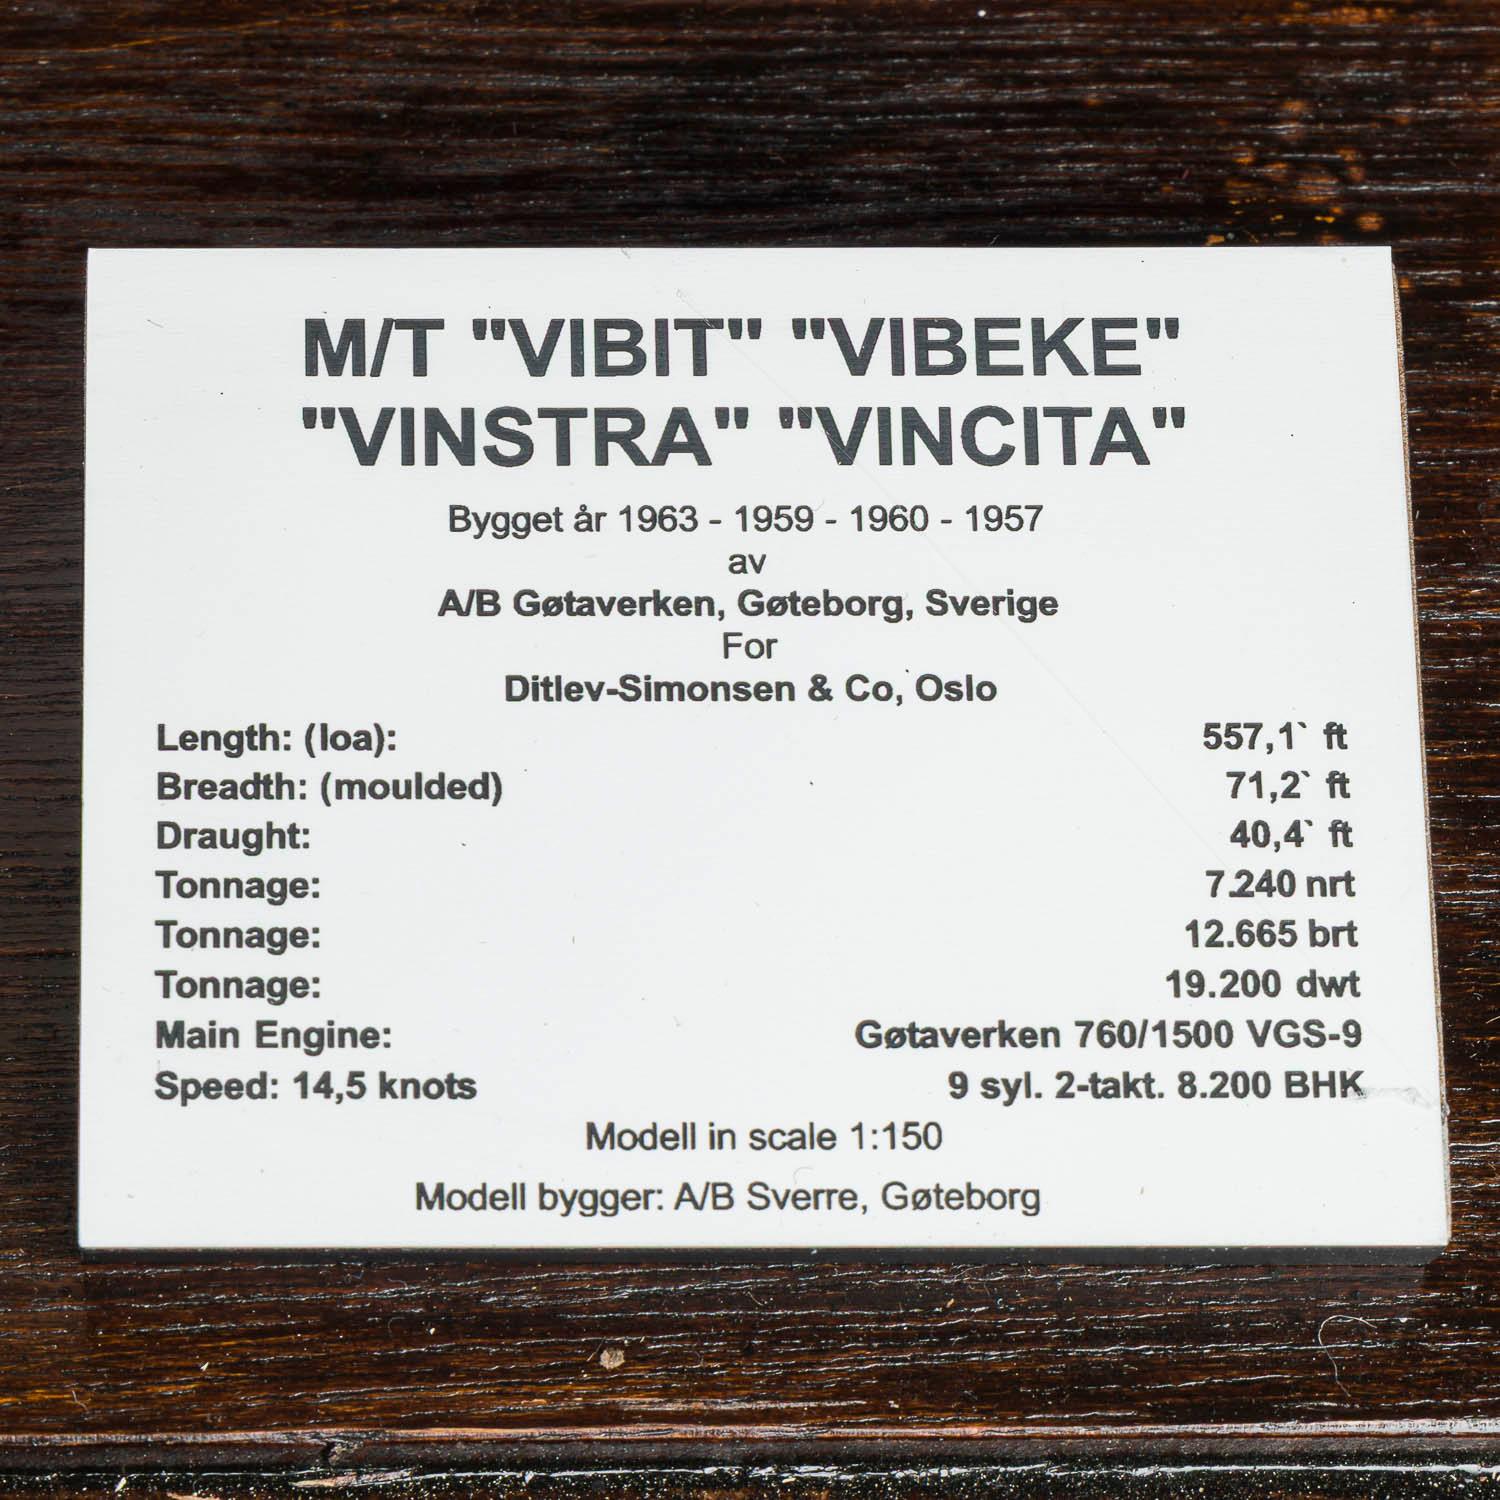 M/T "VIBIT" "VIBEKE"
"VINSTRA" "VINCITA"
Bygget år 1963 - 1959 - 1960 - 1957
av
A/B Gøtaverken, Gøteborg, Sverige
For
Ditlev-Simonsen & Co, Oslo
Length: (loa): 557,1` ft
Breadth: (moulded) 71,2` ft
Draught: 40,4` ft
Tonnage: 7.240 nrt
Tonnage: 12.665 brt
Tonnage: 19.200 dwt
Main Engine: Gøtaverken 760/1500 VGS-9
Speed: 14,5 knots 9 syl. 2-takt. 8.200 BHK
Modell in scale 1:150
Modell bygger: A/B Sverre, Gøteborg